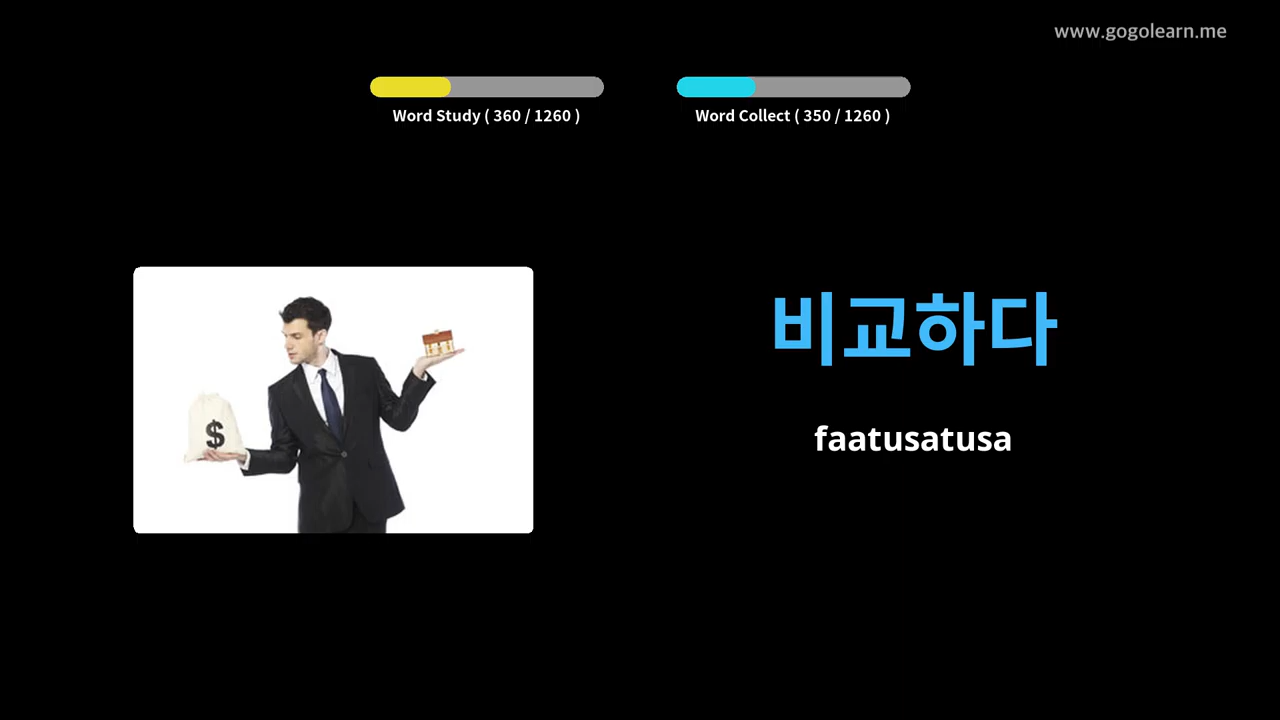 www.gogolearn.me
Word Study ( 360 / 1260 )
Word Collect ( 350 / 1260 )
비교하다
faatusatusa
$